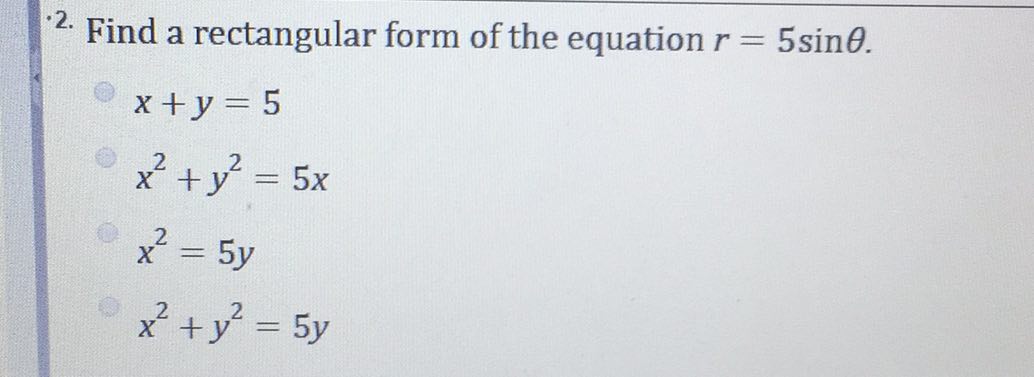 2. Find a rectangular form of the equation r = 5sinθ.
x + y = 5
x² + y² = 5x
x² = 5y
x² + y² = 5y